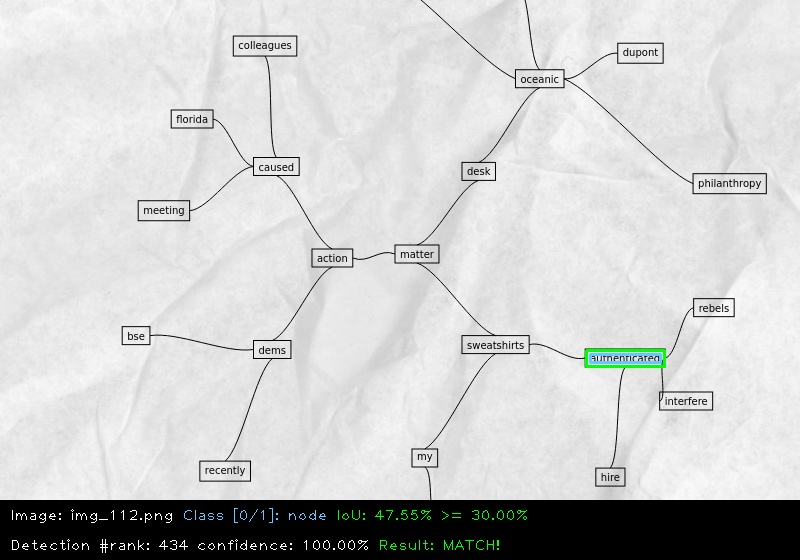 colleagues
dupont
oceanic
florida
caused
desk
philanthropy
meeting
action
matter
rebels
bse
dems
sweatshirts
authenticated
interfere
my
recently
hire
Image: img_112.png Class [0/1]: node IoU: 47.55% >= 30.00%
Detection #rank: 434 confidence: 100.00% Result: MATCH!